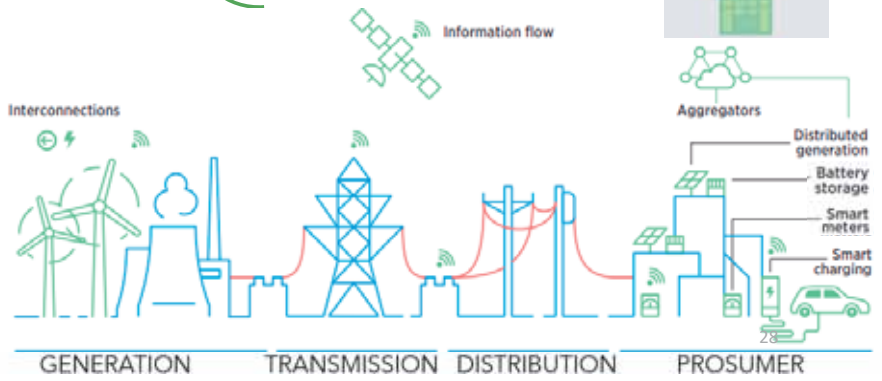 Information flow
Interconnections
Aggregators
Distributed
generation
Battery
storage
Smart
meters
Smart
charging
28
GENERATION
TRANSMISSION
DISTRIBUTION
PROSUMER